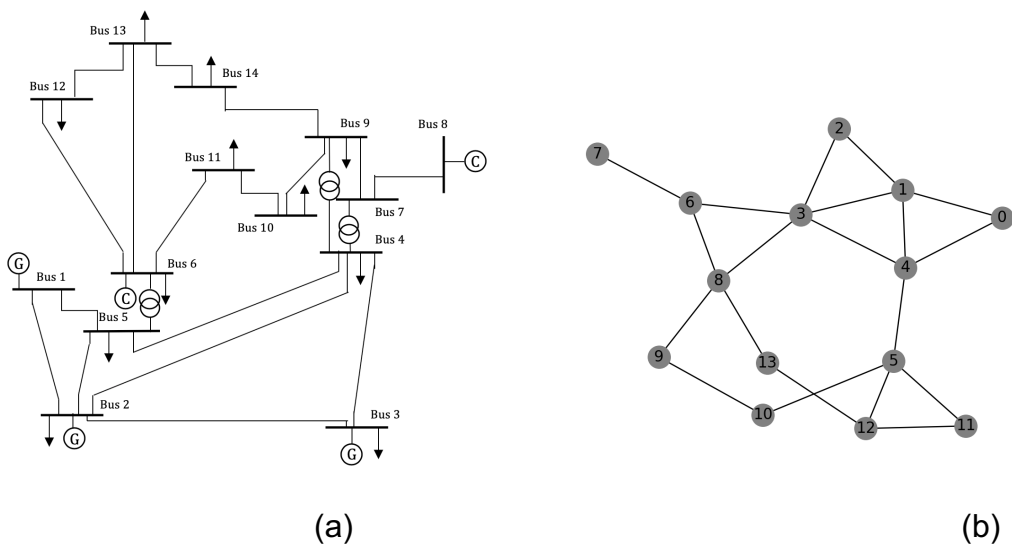 Bus 13
Bus 12
Bus 14
Bus 9
Bus 8
C
Bus 11
Bus 7
Bus 10
Bus 4
G
Bus 1
Bus 6
C
Bus 5
Bus 2
G
Bus 3
G
(a)
2
7
1
6
3
0
4
8
9
13
5
10
12
11
(b)